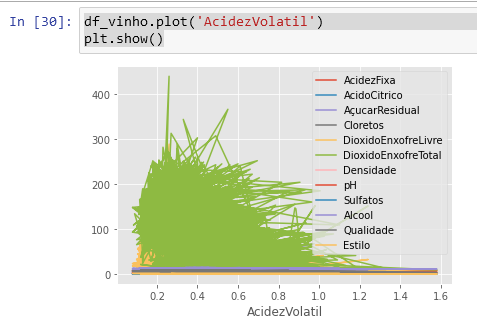 In [30]: df_vinho.plot('AcidezVolatil')
plt.show()
AcidezFixa
AcidoCitrico
AçucarResidual
Cloretos
DioxidoEnxofreLivre
DioxidoEnxofreTotal
Densidade
pH
Sulfatos
Alcool
Qualidade
Estilo
400
300
200
100
0
0.2 0.4 0.6 0.8 1.0 1.2 1.4 1.6
AcidezVolatil